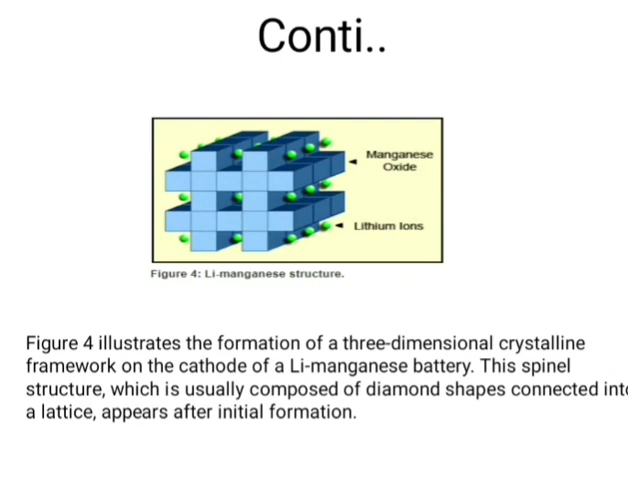 Conti..
Manganese
Oxide
Lithium Ions
Figure 4: Li-manganese structure.
Figure 4 illustrates the formation of a three-dimensional crystalline
framework on the cathode of a Li-manganese battery. This spinel
structure, which is usually composed of diamond shapes connected into
a lattice, appears after initial formation.